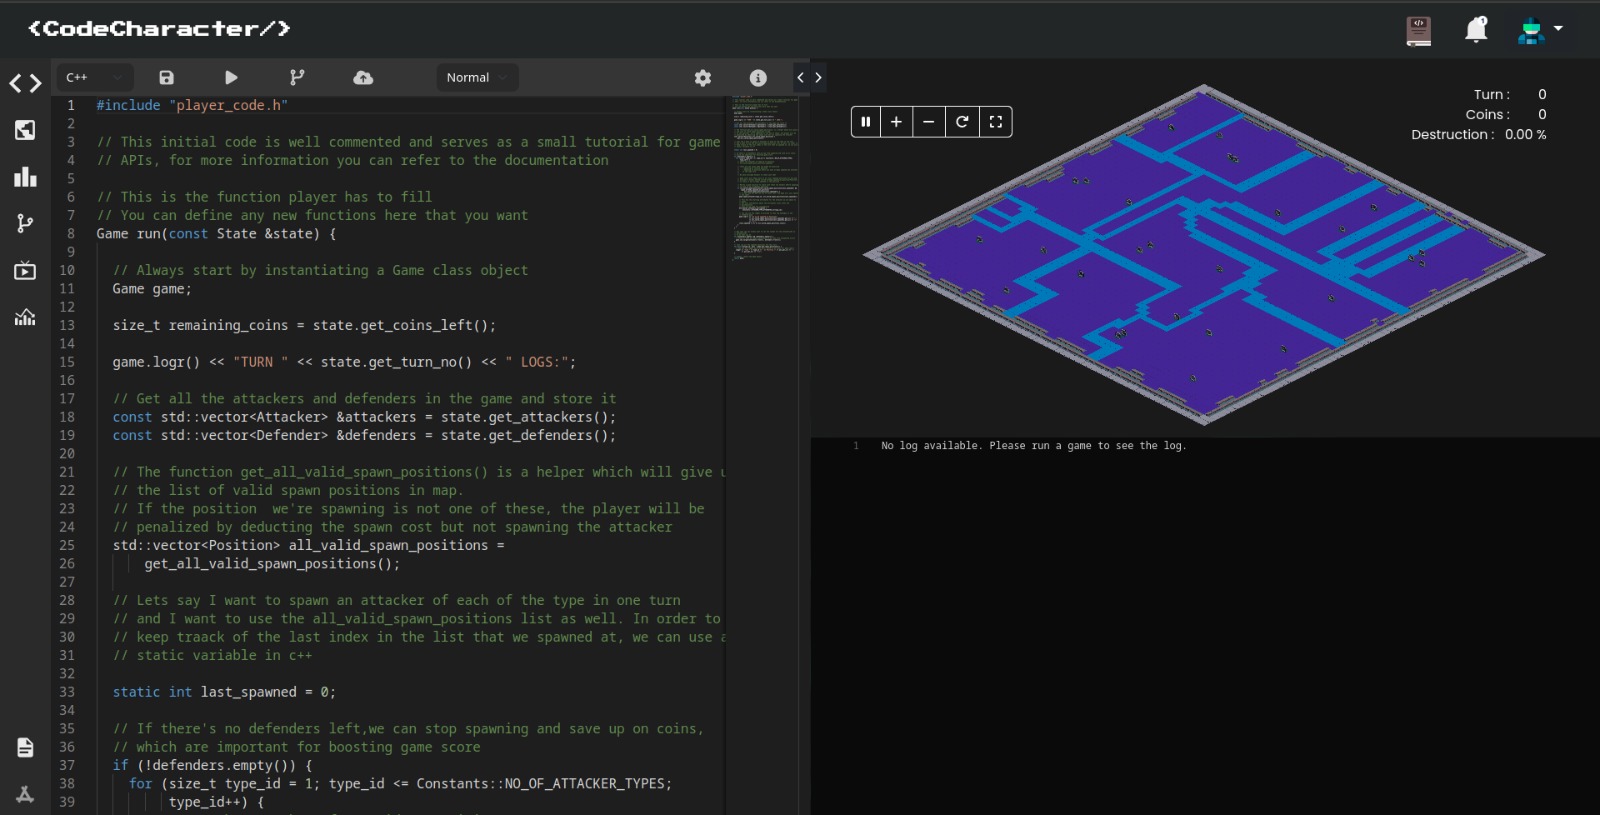 <CodeCharacter/>
C++
Normal
1 #include "player_code.h"
2
3 // This initial code is well commented and serves as a small tutorial for game
4 // APIs, for more information you can refer to the documentation
5
6 // This is the function player has to fill
7 // You can define any new functions here that you want
8 Game run(const State &state) {
9
10 // Always start by instantiating a Game class object
11 Game game;
12
13 size_t remaining_coins = state.get_coins_left();
14
15 game.logr() << "TURN " << state.get_turn_no() << " LOGS:";
16
17 // Get all the attackers and defenders in the game and store it
18 const std::vector<Attacker> &attackers = state.get_attackers();
19 const std::vector<Defender> &defenders = state.get_defenders();
20
21 // The function get_all_valid_spawn_positions() is a helper which will give u
22 // the list of valid spawn positions in map.
23 // If the position  we're spawning is not one of these, the player will be
24 // penalized by deducting the spawn cost but not spawning the attacker
25 std::vector<Position> all_valid_spawn_positions =
26 get_all_valid_spawn_positions();
27
28 // Lets say I want to spawn an attacker of each of the type in one turn
29 // and I want to use the all_valid_spawn_positions list as well. In order to
30 // keep traack of the last index in the list that we spawned at, we can use a
31 // static variable in c++
32
33 static int last_spawned = 0;
34
35 // If there's no defenders left,we can stop spawning and save up on coins,
36 // which are important for boosting game score
37 if (!defenders.empty()) {
38 for (size_t type_id = 1; type_id <= Constants::NO_OF_ATTACKER_TYPES;
39 type_id++) {
Turn : 0
Coins : 0
Destruction : 0.00 %
1 No log available. Please run a game to see the log.